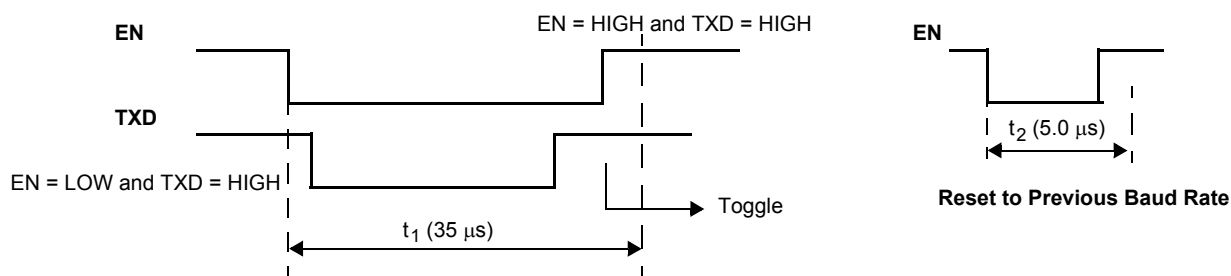 EN = HIGH and TXD = HIGH
EN
TXD
EN = LOW and TXD = HIGH
Toggle
t1 (35 μs)
EN
t2 (5.0 μs)
Reset to Previous Baud Rate